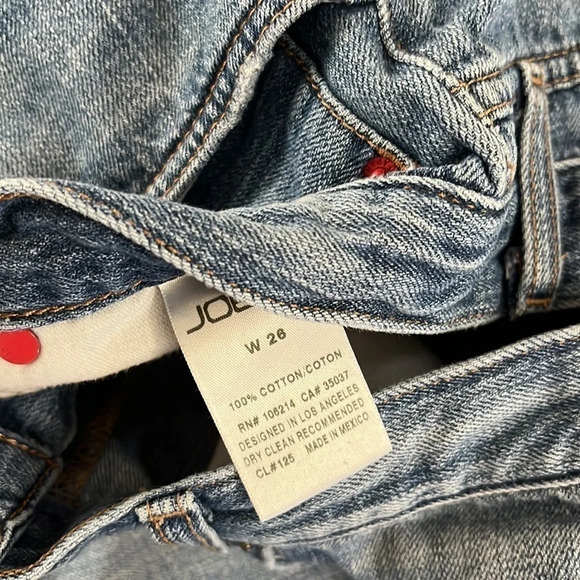 W 26
100% COTTON/COTON
RN# 106214 CA# 35037
DESIGNED IN LOS ANGELES
DRY CLEAN RECOMMENDED
CL#125 MADE IN MEXICO